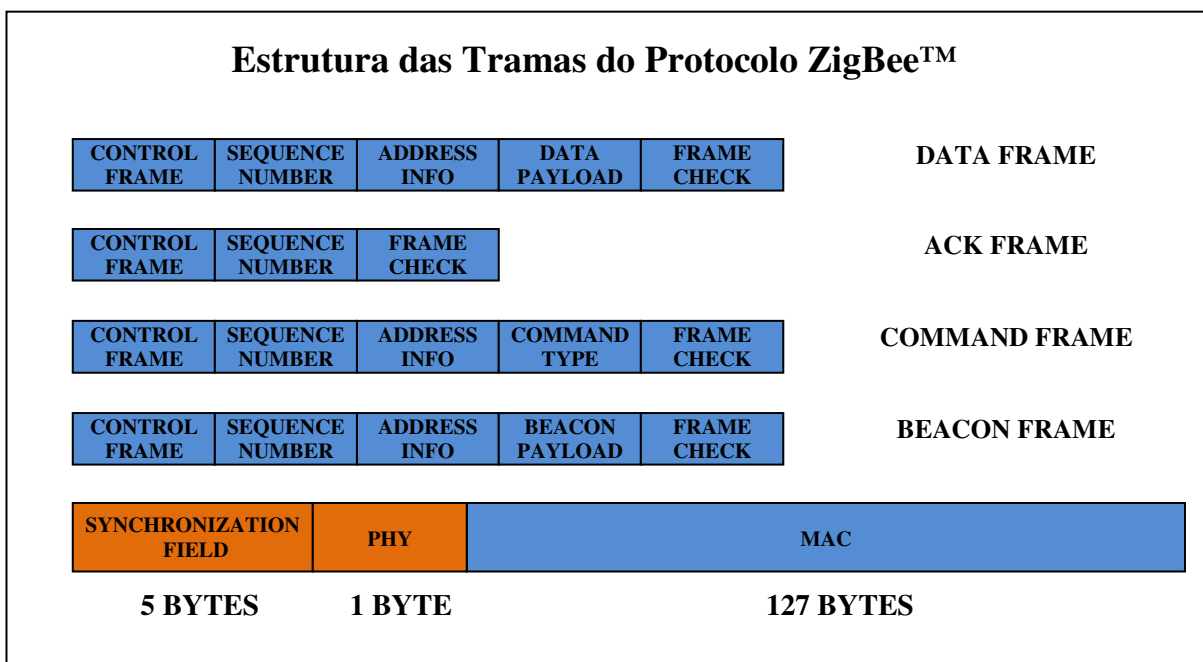 Estrutura das Tramas do Protocolo ZigBee™
CONTROL SEQUENCE ADDRESS DATA FRAME
FRAME NUMBER INFO PAYLOAD CHECK
DATA FRAME
CONTROL SEQUENCE FRAME
FRAME NUMBER CHECK
ACK FRAME
CONTROL SEQUENCE ADDRESS COMMAND FRAME
FRAME NUMBER INFO TYPE CHECK
COMMAND FRAME
CONTROL SEQUENCE ADDRESS BEACON FRAME
FRAME NUMBER INFO PAYLOAD CHECK
BEACON FRAME
SYNCHRONIZATION
FIELD
PHY
MAC
5 BYTES 1 BYTE 127 BYTES